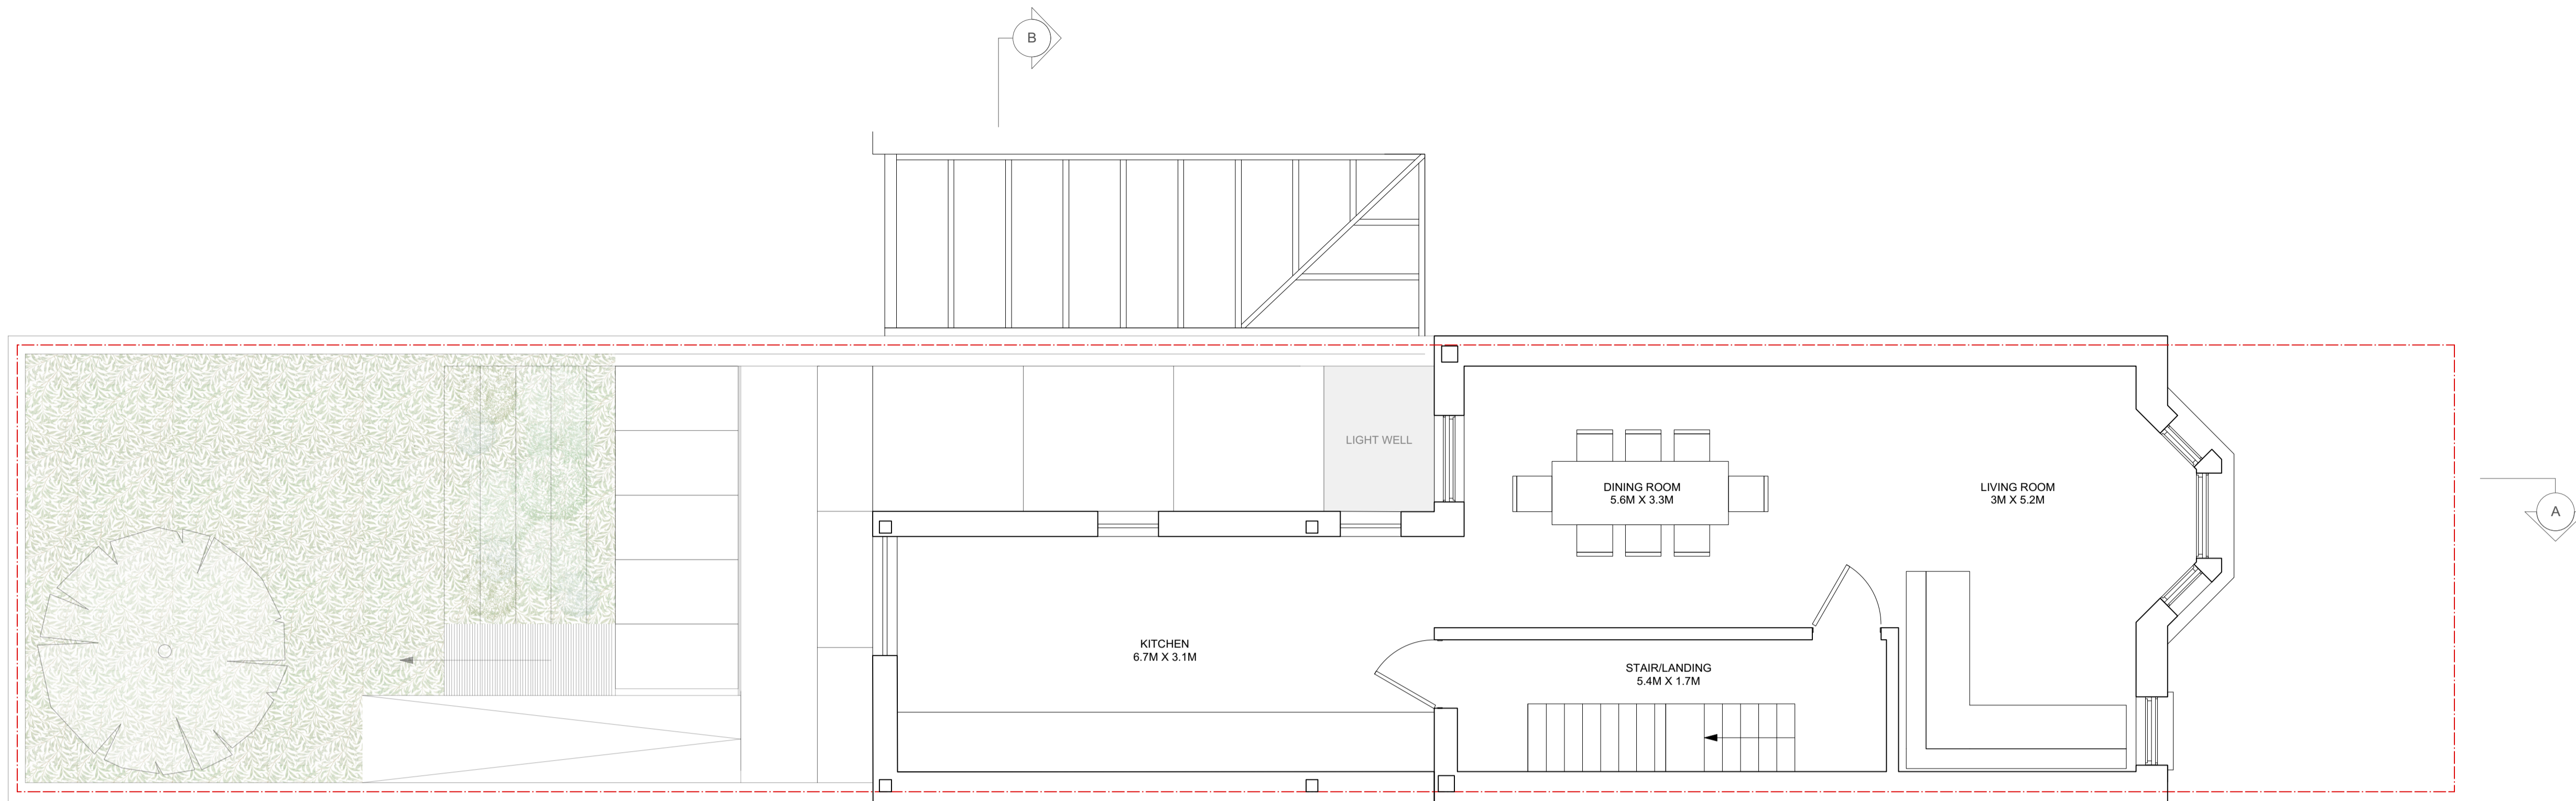 B
LIGHT WELL
DINING ROOM
5.6M X 3.3M
LIVING ROOM
3M X 5.2M
A
KITCHEN
6.7M X 3.1M
STAIR/LANDING
5.4M X 1.7M